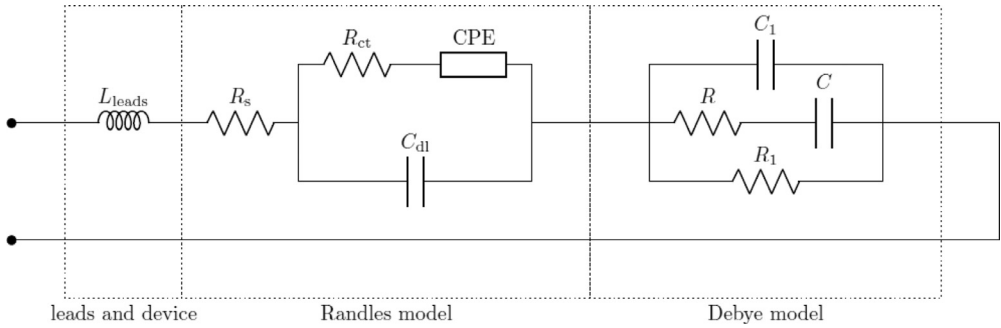 L_leads
R_s
R_ct
CPE
C_dl
C_1
R
C
R_1
leads and device
Randles model
Debye model